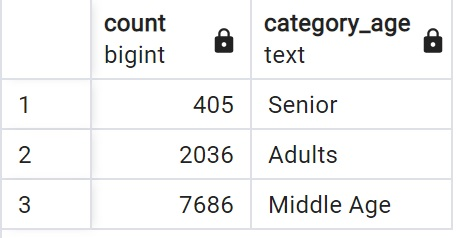 count category_age
bigint text
1 405 Senior
2 2036 Adults
3 7686 Middle Age